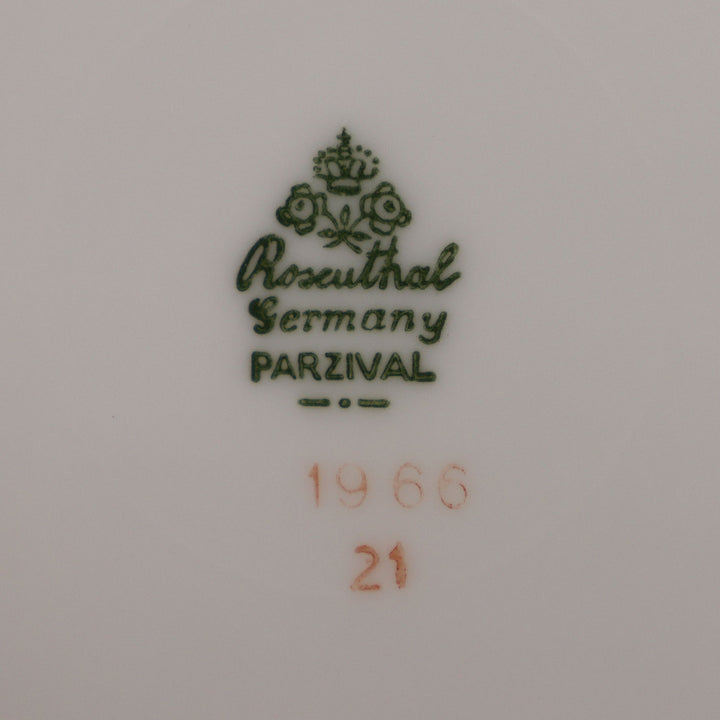 Rosenthal
Germany
PARZIVAL
1966
21